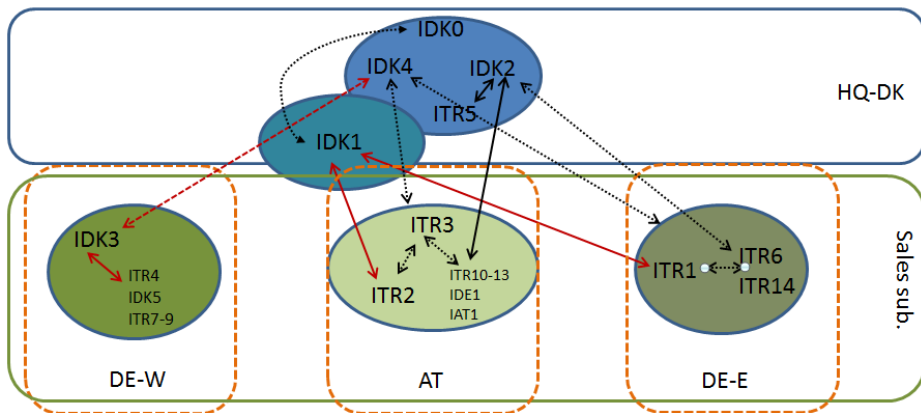 IDK0
IDK4
IDK2
ITR5
HQ-DK
IDK1
IDK3
ITR4
IDK5
ITR7-9
ITR3
ITR10-13
ITR2
IDE1
IAT1
ITR6
ITR1
ITR14
Sales sub.
DE-W
AT
DE-E